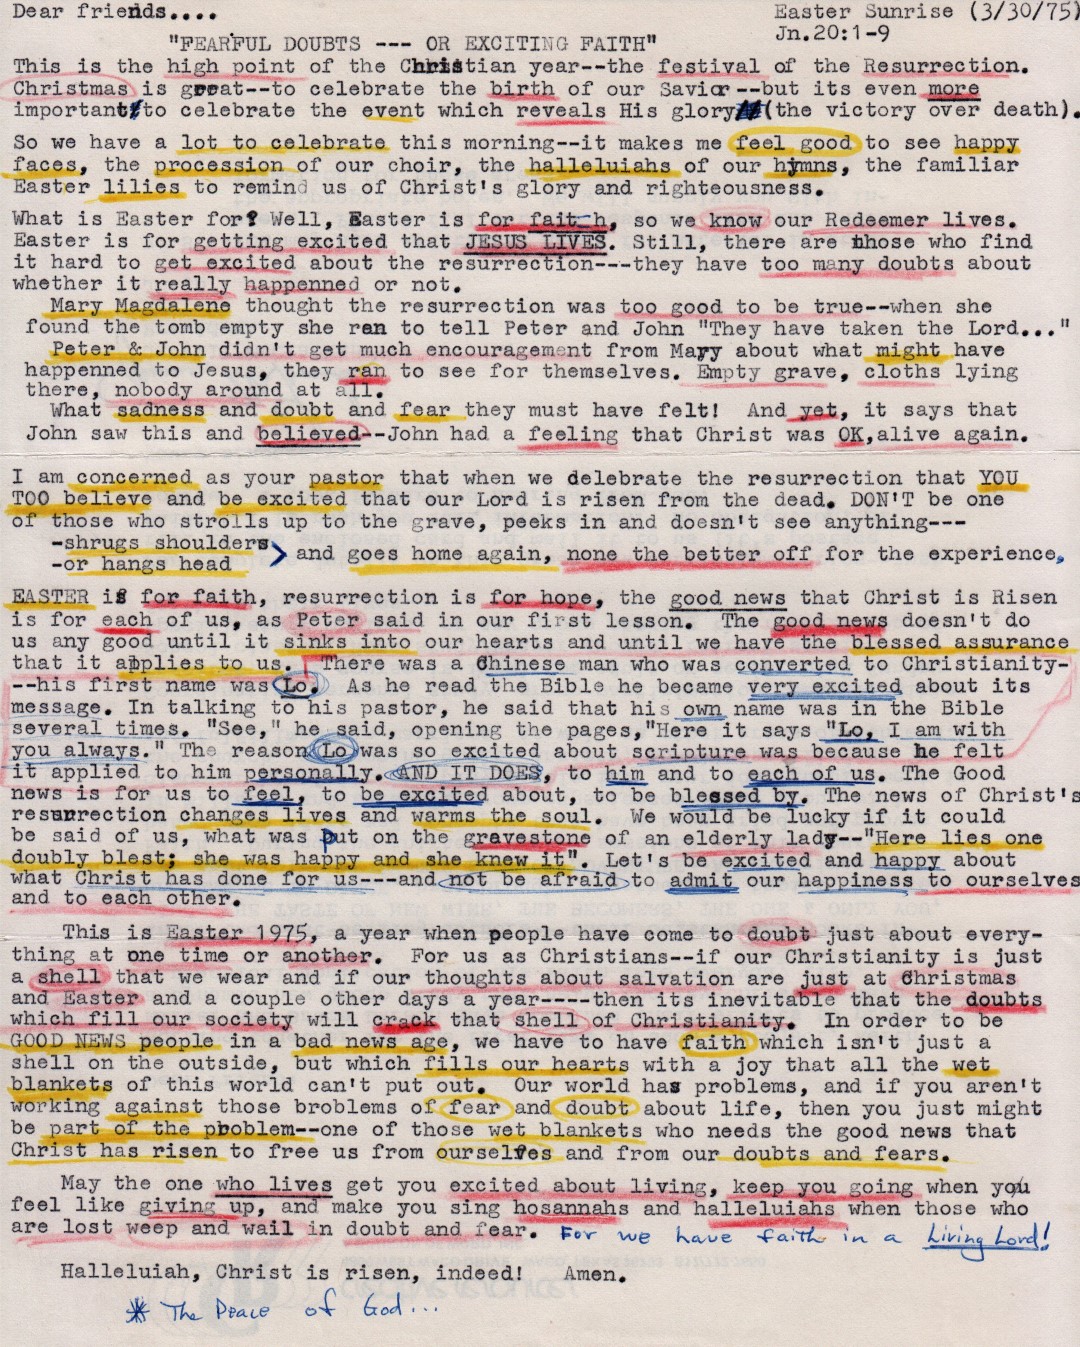 Dear friends.... Easter Sunrise (3/30/75)
Jn.20:1-9
"FEARFUL DOUBTS --- OR EXCITING FAITH"
This is the high point of the Christian year--the festival of the Resurrection.
Christmas is great--to celebrate the birth of our Savior--but its even more
important to celebrate the event which reveals His glory (the victory over death).
So we have a lot to celebrate this morning--it makes me feel good to see happy
faces, the procession of our choir, the halleluiahs of our hymns, the familiar
Easter lilies to remind us of Christ's glory and righteousness.
What is Easter for? Well, Easter is for faith, so we know our Redeemer lives.
Easter is for getting excited that JESUS LIVES. Still, there are those who find
it hard to get excited about the resurrection---they have too many doubts about
whether it really happenned or not.
Mary Magdalene thought the resurrection was too good to be true--when she
found the tomb empty she ran to tell Peter and John "They have taken the Lord..."
Peter & John didn't get much encouragement from Mary about what might have
happenned to Jesus, they ran to see for themselves. Empty grave, cloths lying
there, nobody around at all.
What sadness and doubt and fear they must have felt! And yet, it says that
John saw this and believed--John had a feeling that Christ was OK,alive again.
I am concerned as your pastor that when we delebrate the resurrection that YOU
TOO believe and be excited that our Lord is risen from the dead. DON'T be one
of those who strolls up to the grave, peeks in and doesn't see anything---
-shrugs shoulders
> and goes home again, none the better off for the experience,
-or hangs head
EASTER is for faith, resurrection is for hope, the good news that Christ is Risen
is for each of us, as Peter said in our first lesson. The good news doesn't do
us any good until it sinks into our hearts and until we have the blessed assurance
that it applies to us. There was a Chinese man who was converted to Christianity-
--his first name was Lo. As he read the Bible he became very excited about its
message. In talking to his pastor, he said that his own name was in the Bible
several times. "See," he said, opening the pages,"Here it says "Lo, I am with
you always." The reason Lo was so excited about scripture was because he felt
it applied to him personally. AND IT DOES, to him and to each of us. The Good
news is for us to feel, to be excited about, to be blessed by. The news of Christ's
resurrection changes lives and warms the soul. We would be lucky if it could
be said of us, what was put on the gravestone of an elderly lady--"Here lies one
doubly blest; she was happy and she knew it". Let's be excited and happy about
what Christ has done for us---and not be afraid to admit our happiness to ourselves
and to each other.
This is Easter 1975, a year when people have come to doubt just about every-
thing at one time or another. For us as Christians--if our Christianity is just
a shell that we wear and if our thoughts about salvation are just at Christmas
and Easter and a couple other days a year-----then its inevitable that the doubts
which fill our society will crack that shell of Christianity. In order to be
GOOD NEWS people in a bad news age, we have to have faith which isn't just a
shell on the outside, but which fills our hearts with a joy that all the wet
blankets of this world can't put out. Our world has problems, and if you aren't
working against those broblems of fear and doubt about life, then you just might
be part of the problem--one of those wet blankets who needs the good news that
Christ has risen to free us from ourselves and from our doubts and fears.
May the one who lives get you excited about living, keep you going when you
feel like giving up, and make you sing hosannahs and halleluiahs when those who
are lost weep and wail in doubt and fear. For we have faith in a Living Lord!
Halleluiah, Christ is risen, indeed! Amen.
* The Peace of God...